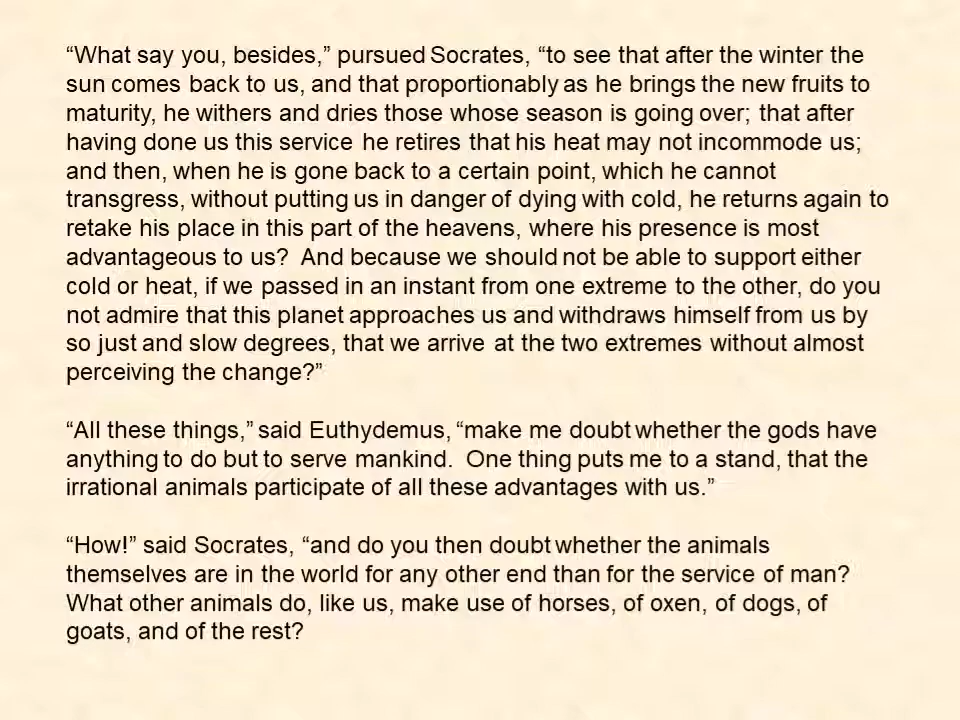 “What say you, besides,” pursued Socrates, “to see that after the winter the
sun comes back to us, and that proportionably as he brings the new fruits to
maturity, he withers and dries those whose season is going over; that after
having done us this service he retires that his heat may not incommode us;
and then, when he is gone back to a certain point, which he cannot
transgress, without putting us in danger of dying with cold, he returns again to
retake his place in this part of the heavens, where his presence is most
advantageous to us?  And because we should not be able to support either
cold or heat, if we passed in an instant from one extreme to the other, do you
not admire that this planet approaches us and withdraws himself from us by
so just and slow degrees, that we arrive at the two extremes without almost
perceiving the change?”
“All these things,” said Euthydemus, “make me doubt whether the gods have
anything to do but to serve mankind.  One thing puts me to a stand, that the
irrational animals participate of all these advantages with us.”
“How!” said Socrates, “and do you then doubt whether the animals
themselves are in the world for any other end than for the service of man?
What other animals do, like us, make use of horses, of oxen, of dogs, of
goats, and of the rest?